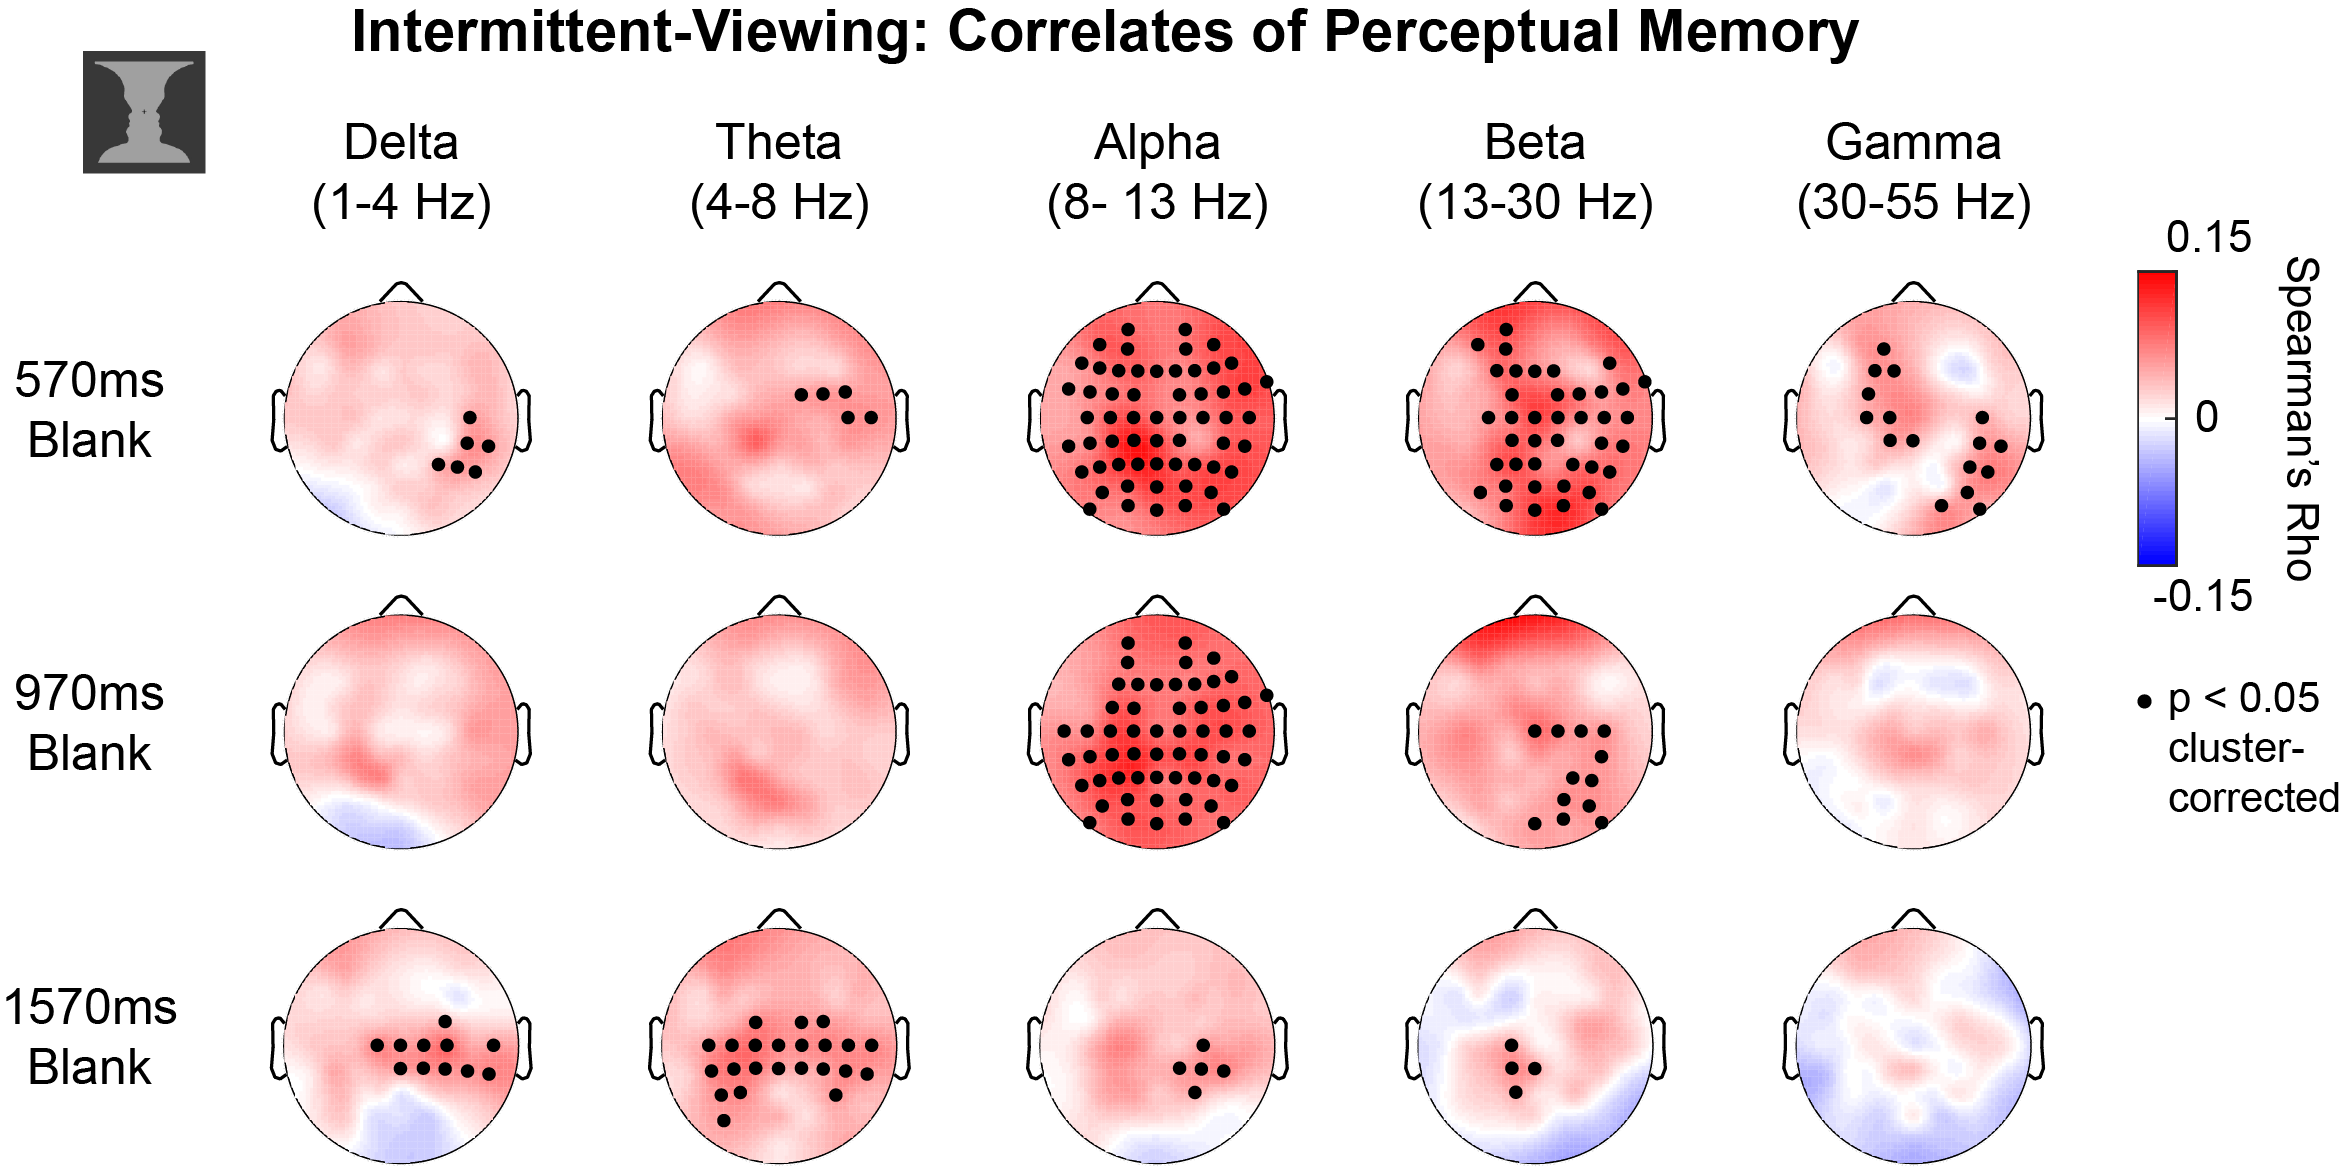 Intermittent-Viewing: Correlates of Perceptual Memory
Delta Theta Alpha Beta Gamma
(1-4 Hz) (4-8 Hz) (8- 13 Hz) (13-30 Hz) (30-55 Hz)
0.15
0
-0.15
Spearman's Rho
570ms
Blank
970ms
Blank
p < 0.05
cluster-
corrected
1570ms
Blank